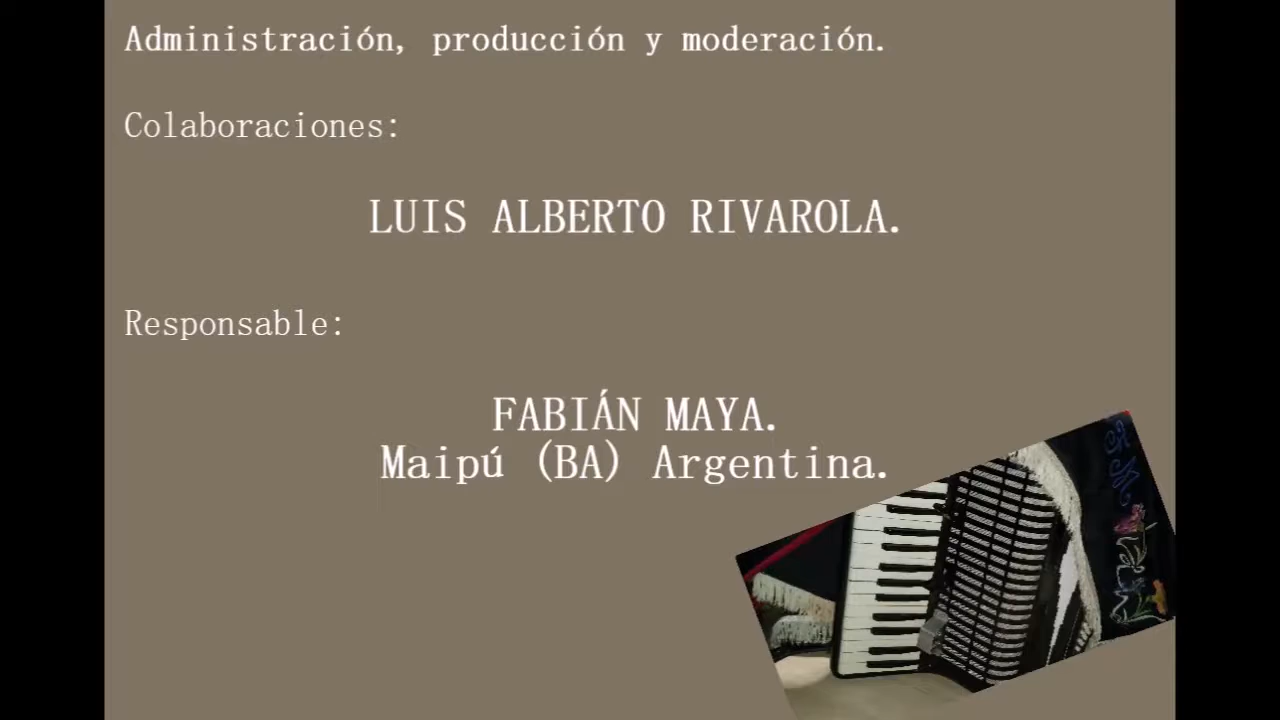 Administración, producción y moderación.
Colaboraciones:
LUIS ALBERTO RIVAROLA.
Responsable:
FABIÁN MAYA.
Maipú (BA) Argentina.